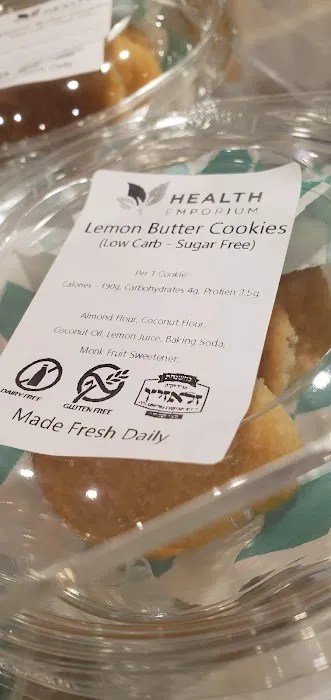 HEALTH
EMPORIUM
Lemon Butter Cookies
(Low Carb - Sugar Free)
Per 1 Cookie:
Calories - 190g, Carbohydrates 4g, Protien 3.5g,
Almond Flour, Coconut Flour,
Coconut Oil, Lemon Juice, Baking Soda,
Monk Fruit Sweetener.
DAIRY FREE
GLUTEN FREE
זלאזיץ
Made Fresh Daily